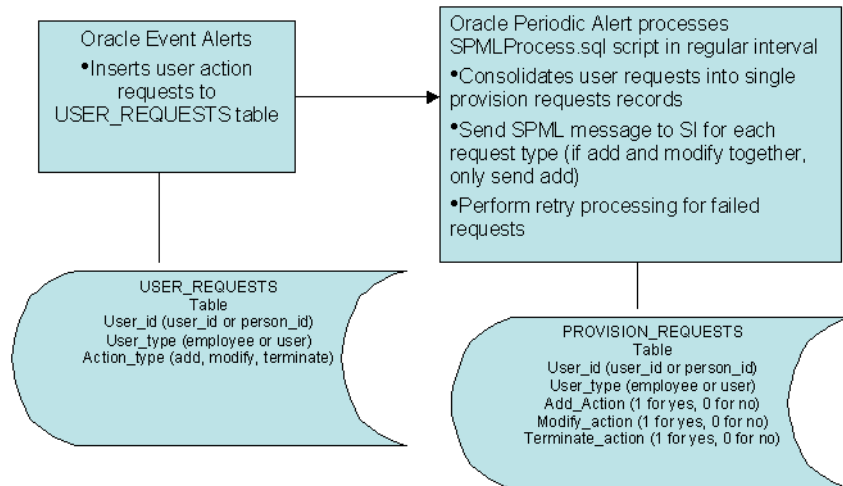 Oracle Event Alerts
•Inserts user action
requests to
USER_REQUESTS table
Oracle Periodic Alert processes
SPMLProcess.sql script in regular interval
•Consolidates user requests into single
provision requests records
•Send SPML message to SI for each
request type (if add and modify together,
only send add)
•Perform retry processing for failed
requests
USER_REQUESTS
Table
User_id (user_id or person_id)
User_type (employee or user)
Action_type (add, modify, terminate)
PROVISION_REQUESTS
Table
User_id (user_id or person_id)
User_type (employee or user)
Add_Action (1 for yes, 0 for no)
Modify_action (1 for yes, 0 for no)
Terminate_action (1 for yes, 0 for no)